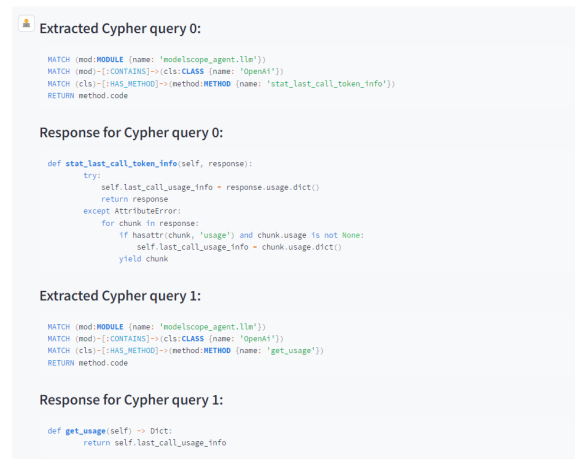 Extracted Cypher query 0:
MATCH (mod:MODULE {name: 'modelscope_agent.llm'})
MATCH (mod)-[:CONTAINS]->(cls:CLASS {name: 'OpenAi'})
MATCH (cls)-[:HAS_METHOD]->(method:METHOD {name: 'stat_last_call_token_info'})
RETURN method.code
Response for Cypher query 0:
def stat_last_call_token_info(self, response):
        try:
            self.last_call_usage_info = response.usage.dict()
            return response
        except AttributeError:
            for chunk in response:
                if hasattr(chunk, 'usage') and chunk.usage is not None:
                    self.last_call_usage_info = chunk.usage.dict()
                yield chunk
Extracted Cypher query 1:
MATCH (mod:MODULE {name: 'modelscope_agent.llm'})
MATCH (mod)-[:CONTAINS]->(cls:CLASS {name: 'OpenAi'})
MATCH (cls)-[:HAS_METHOD]->(method:METHOD {name: 'get_usage'})
RETURN method.code
Response for Cypher query 1:
def get_usage(self) -> Dict:
        return self.last_call_usage_info